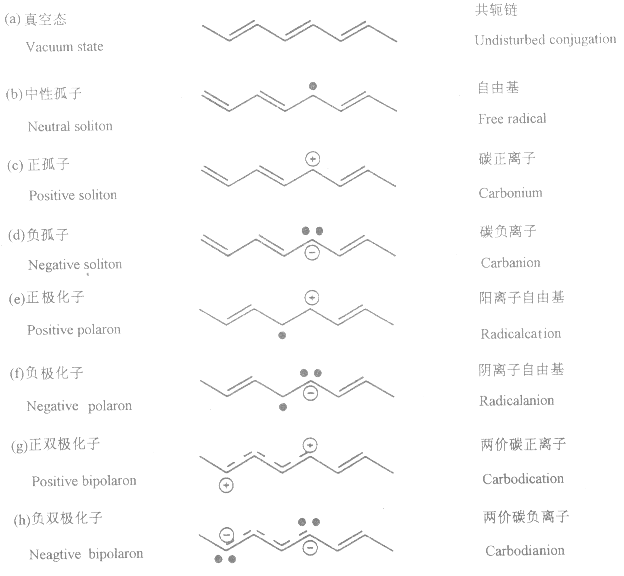 (a) 真空态
共轭链
Vacuum state
Undisturbed conjugation
(b) 中性孤子
自由基
Neutral soliton
Free radical
(c) 正孤子
碳正离子
Positive soliton
Carbonium
(d) 负孤子
碳负离子
Negative soliton
Carbanion
(e) 正极化子
阳离子自由基
Positive polaron
Radicalcation
(f) 负极化子
阴离子自由基
Negative polaron
Radicalanion
(g) 正双极化子
两价碳正离子
Positive bipolaron
Carbodication
(h) 负双极化子
两价碳负离子
Neagtive bipolaron
Carbodianion